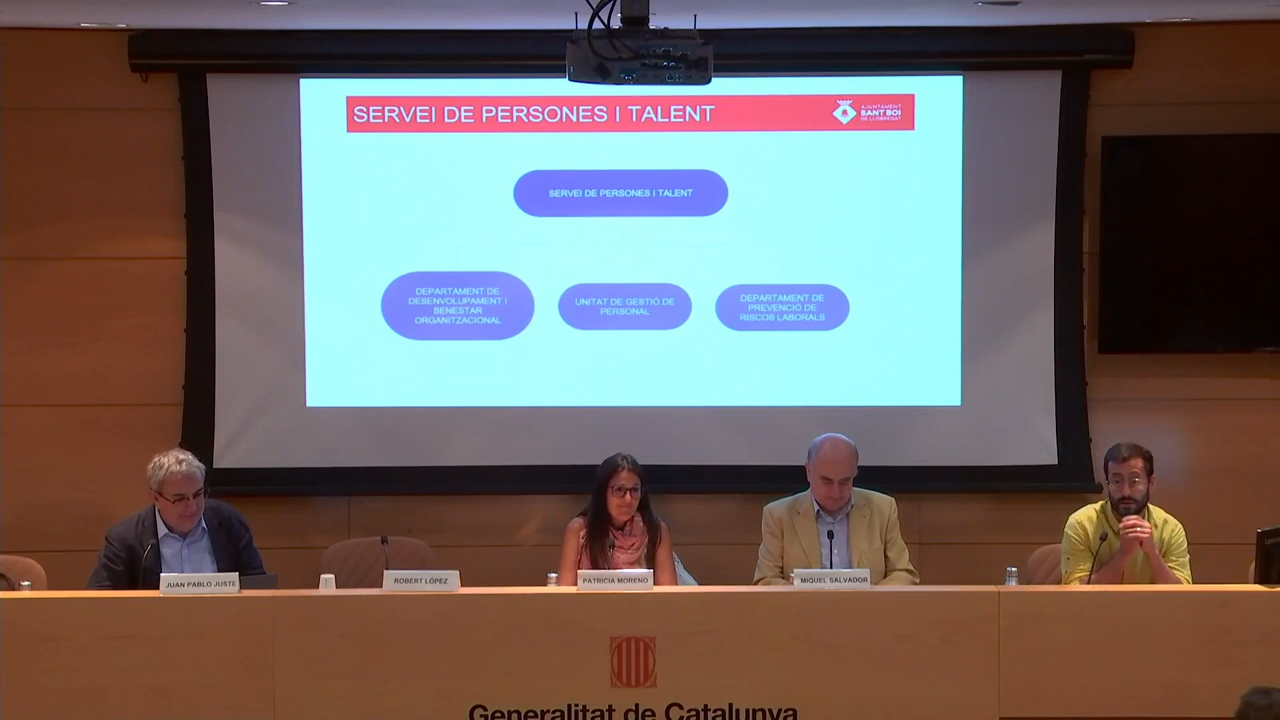 SERVEI DE PERSONES I TALENT
AJUNTAMENT
SANT BOI
DE LLOBREGAT
SERVEI DE PERSONES I TALENT
DEPARTAMENT DE
DESENVOLUPAMENT I
BENESTAR
ORGANITZACIONAL
UNITAT DE GESTIÓ DE
PERSONAL
DEPARTAMENT DE
PREVENCIÓ DE
RISCOS LABORALS
JUAN PABLO JUSTE
ROBERT LÓPEZ
PATRICIA MORENO
MIQUEL SALVADOR
Generalitat de Catalunya